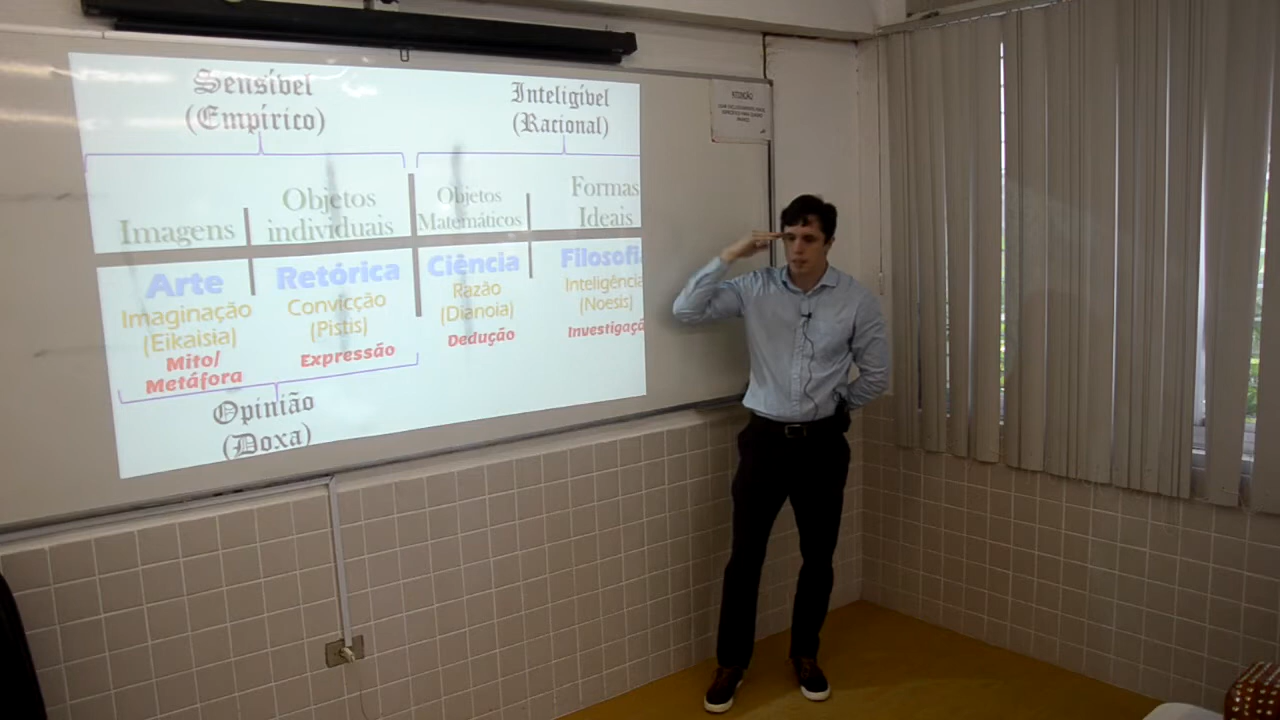 Sensível
(Empírico)
Inteligível
(Racional)
Imagens
Objetos
individuais
Objetos
Matemáticos
Formas
Ideais
Arte
Imaginação
(Eikaisia)
Mito/
Metáfora
Retórica
Convicção
(Pistis)
Expressão
Ciência
Razão
(Dianoia)
Dedução
Filosofi
Inteligência
(Noesis)
Investigaçã
Opinião
(Doxa)
ATENÇÃO